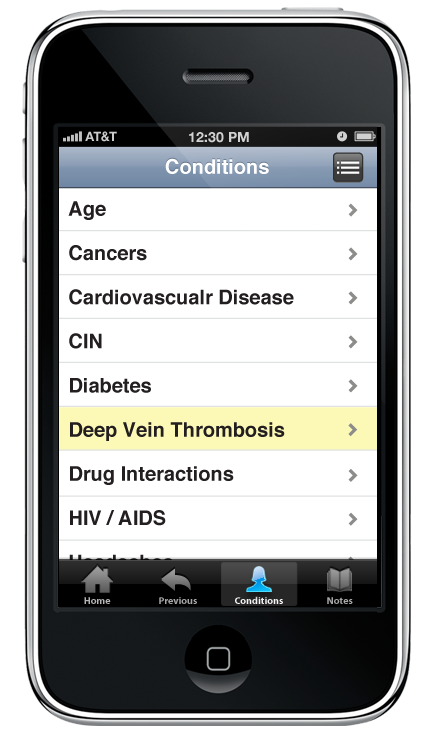 AT&T 12:30 PM
Conditions
Age
Cancers
Cardiovascualr Disease
CIN
Diabetes
Deep Vein Thrombosis
Drug Interactions
HIV / AIDS
Headaches
Home Previous Conditions Notes